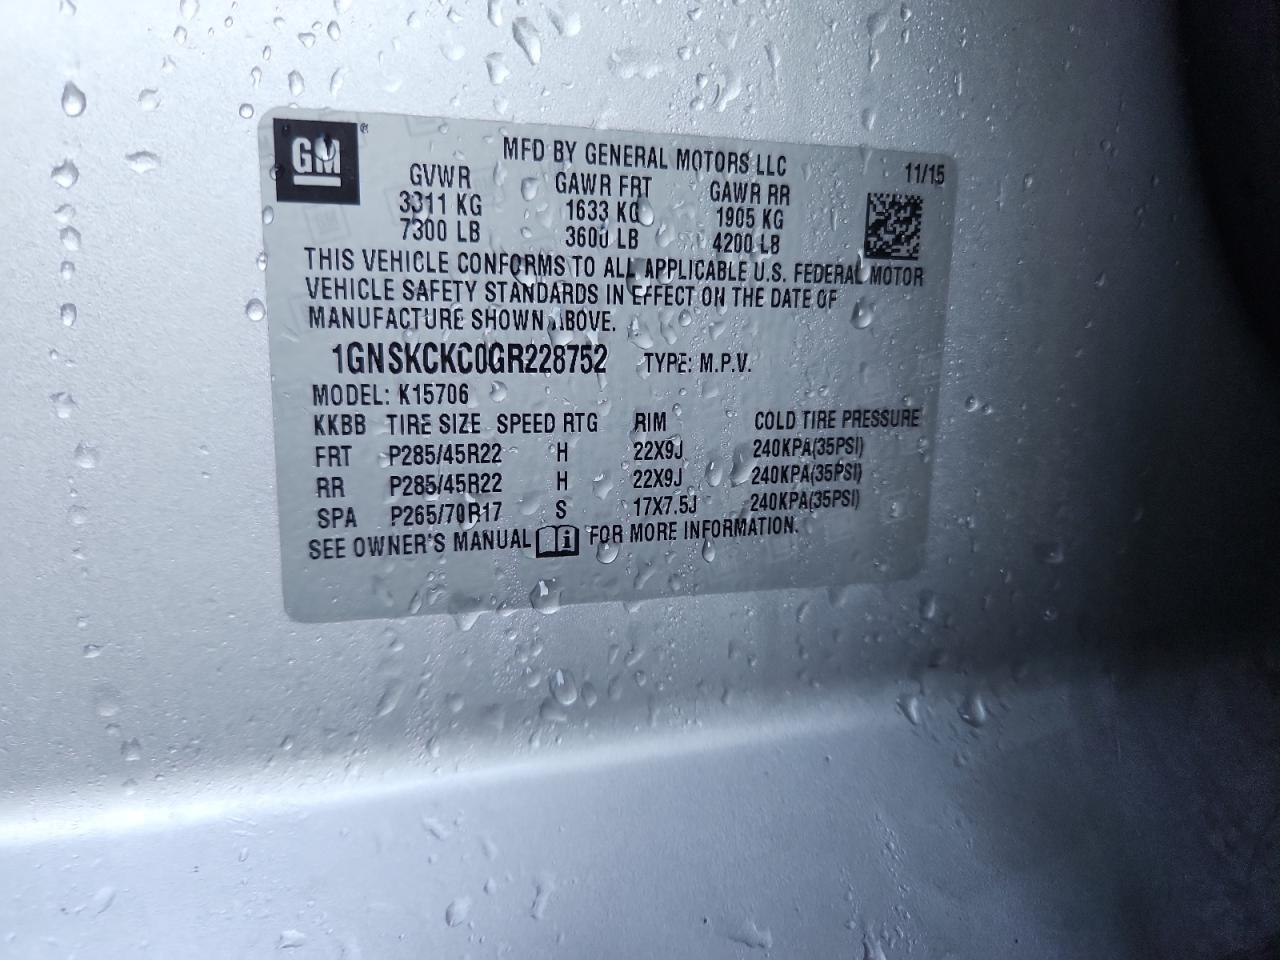 GM®
MFD BY GENERAL MOTORS LLC 11/15
GVWR GAWR FRT GAWR RR
3311 KG 1633 KG 1905 KG
7300 LB 3600 LB 4200 LB
THIS VEHICLE CONFORMS TO ALL APPLICABLE U.S. FEDERAL MOTOR
VEHICLE SAFETY STANDARDS IN EFFECT ON THE DATE OF
MANUFACTURE SHOWN ABOVE.
1GNSKCKC0GR228752 TYPE: M.P.V.
MODEL: K15706
KKBB TIRE SIZE SPEED RTG RIM COLD TIRE PRESSURE
FRT P285/45R22 H 22X9J 240KPA(35PSI)
RR P285/45R22 H 22X9J 240KPA(35PSI)
SPA P265/70R17 S 17X7.5J 240KPA(35PSI)
SEE OWNER'S MANUAL i FOR MORE INFORMATION.